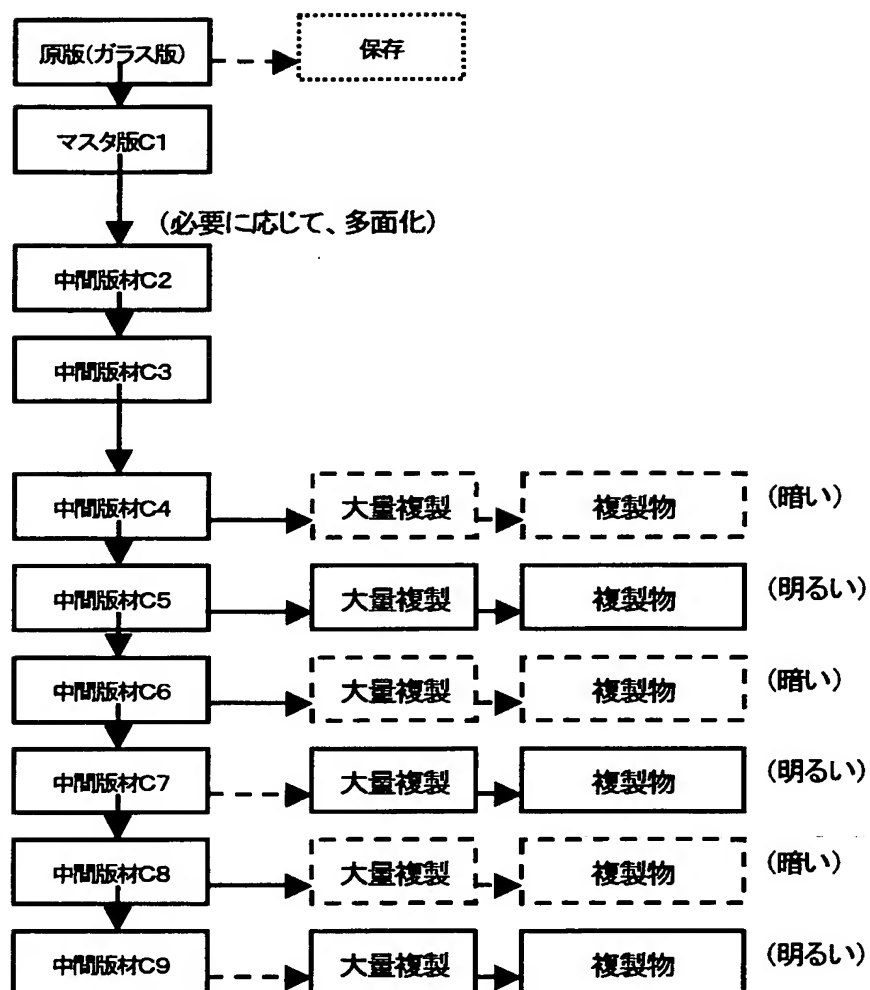 原版(ガラス版)
保存
マスタ版C1
(必要に応じて、多面化)
中間版材C2
中間版材C3
中間版材C4
大量複製
複製物
(暗い)
中間版材C5
大量複製
複製物
(明るい)
中間版材C6
大量複製
複製物
(暗い)
中間版材C7
大量複製
複製物
(明るい)
中間版材C8
大量複製
複製物
(暗い)
中間版材C9
大量複製
複製物
(明るい)